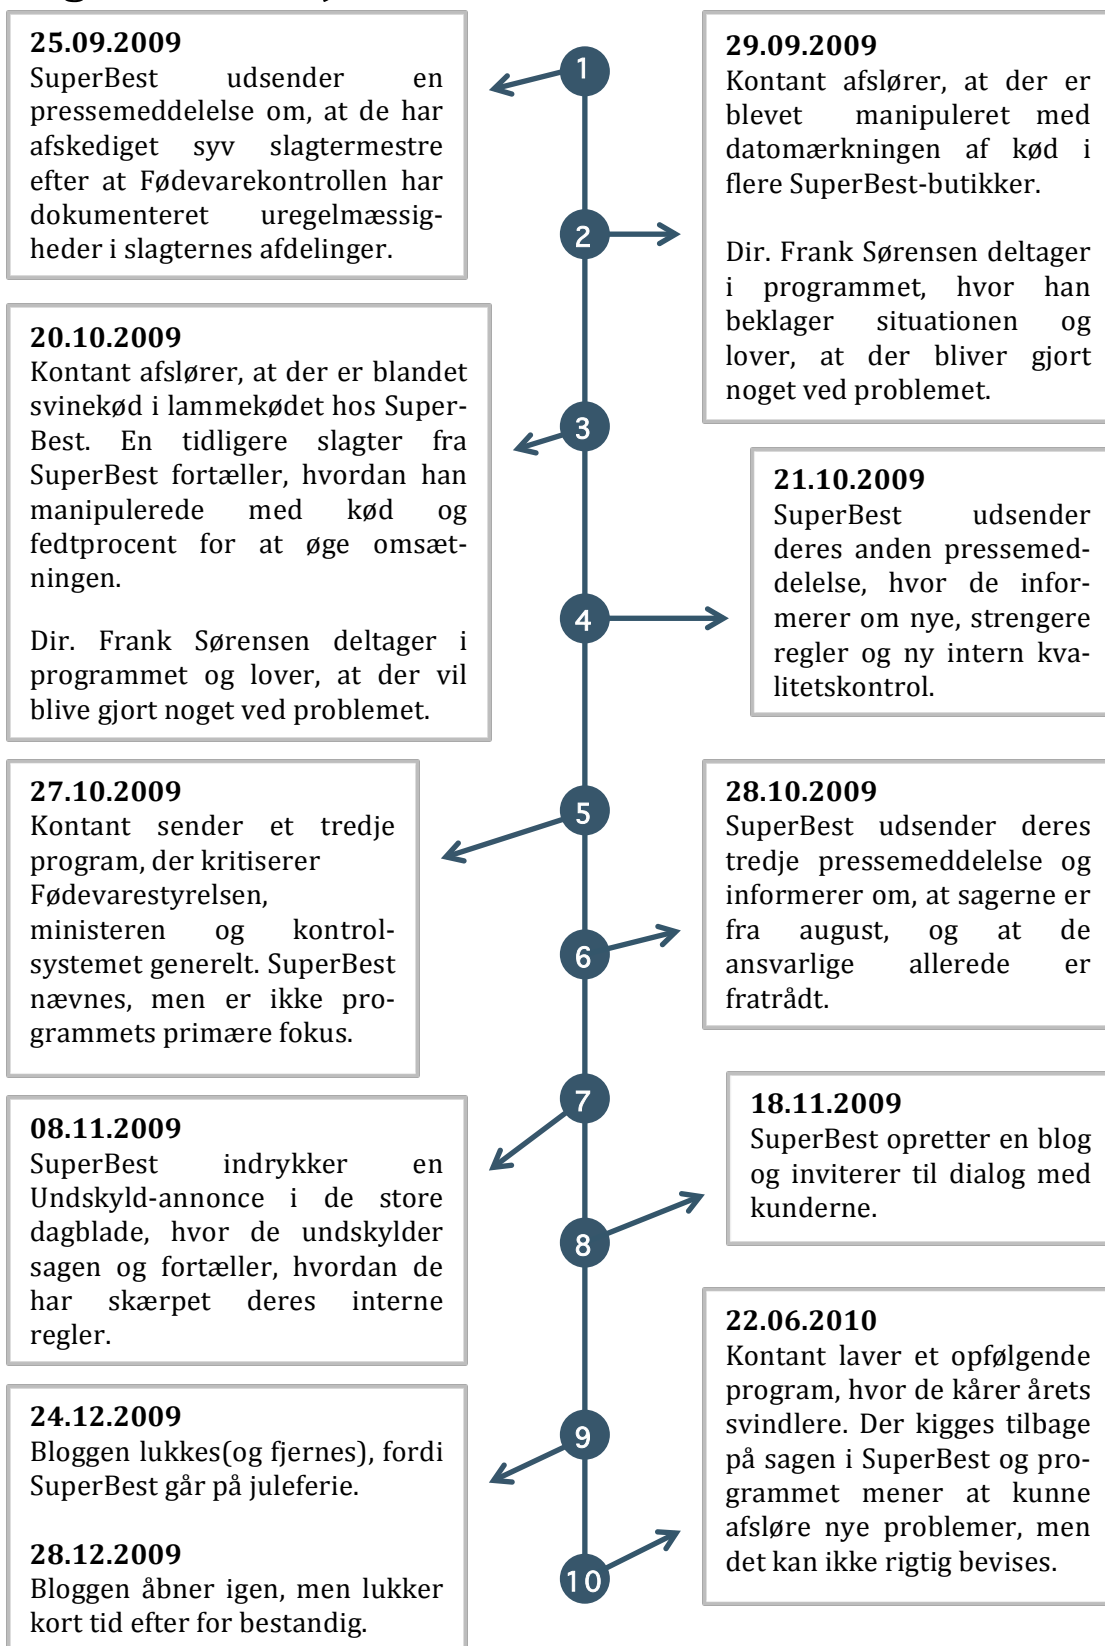 25.09.2009
SuperBest udsender en
pressemeddelelse om, at de har
afskediget syv slagtermestre
efter at Fødevarekontrollen har
dokumenteret uregelmæssig-
heder i slagternes afdelinger.
1
29.09.2009
Kontant afslører, at der er
blevet manipuleret med
datomærkningen af kød i
flere SuperBest-butikker.
Dir. Frank Sørensen deltager
i programmet, hvor han
beklager situationen og
lover, at der bliver gjort
noget ved problemet.
2
20.10.2009
Kontant afslører, at der er blandet
svinekød i lammekødet hos Super-
Best. En tidligere slagter fra
SuperBest fortæller, hvordan han
manipulerede med kød og
fedtprocent for at øge omsæt-
ningen.
Dir. Frank Sørensen deltager i
programmet og lover, at der vil
blive gjort noget ved problemet.
3
21.10.2009
SuperBest udsender
deres anden pressemed-
delelse, hvor de infor-
merer om nye, strengere
regler og ny intern kva-
litetskontrol.
4
27.10.2009
Kontant sender et tredje
program, der kritiserer
Fødevarestyrelsen,
ministeren og kontrol-
systemet generelt. SuperBest
nævnes, men er ikke pro-
grammets primære fokus.
5
28.10.2009
SuperBest udsender deres
tredje pressemeddelelse og
informerer om, at sagerne er
fra august, og at de
ansvarlige allerede er
fratrådt.
6
08.11.2009
SuperBest indrykker en
Undskyld-annonce i de store
dagblade, hvor de undskylder
sagen og fortæller, hvordan de
har skærpet deres interne
regler.
7
18.11.2009
SuperBest opretter en blog
og inviterer til dialog med
kunderne.
8
24.12.2009
Bloggen lukkes(og fjernes), fordi
SuperBest går på juleferie.
28.12.2009
Bloggen åbner igen, men lukker
kort tid efter for bestandig.
9
22.06.2010
Kontant laver et opfølgende
program, hvor de kårer årets
svindlere. Der kigges tilbage
på sagen i SuperBest og pro-
grammet mener at kunne
afsløre nye problemer, men
det kan ikke rigtig bevises.
10